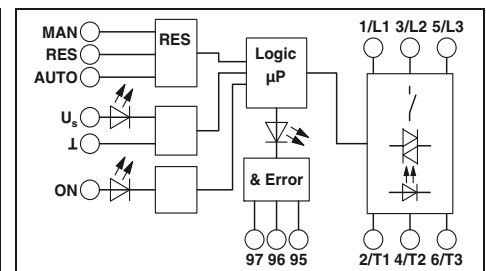 1/L1 3/L2 5/L3
MAN
RES
AUTO
RES
Logic
µP
Us
⊥
ON
& Error
97 96 95
2/T1 4/T2 6/T3